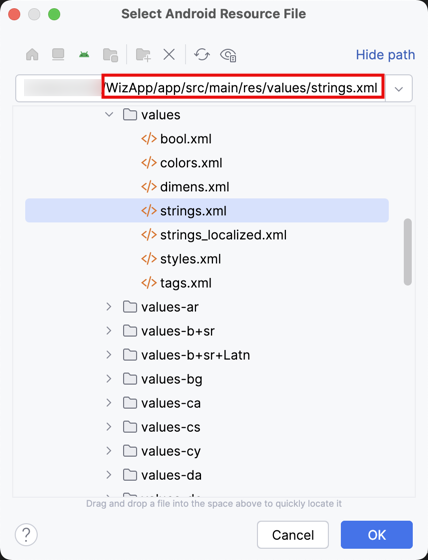 Select Android Resource File
Hide path
/WizApp/app/src/main/res/values/strings.xml
values
</> bool.xml
</> colors.xml
</> dimens.xml
</> strings.xml
</> strings_localized.xml
</> styles.xml
</> tags.xml
values-ar
values-b+sr
values-b+sr+Latn
values-bg
values-ca
values-cs
values-cy
values-da
Drag and drop a file into the space above to quickly locate it
?
Cancel
OK